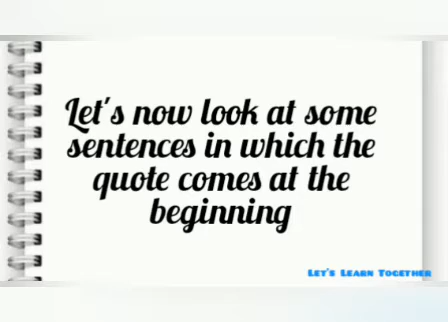 Let's now look at some
sentences in which the
quote comes at the
beginning
Let's Learn Together